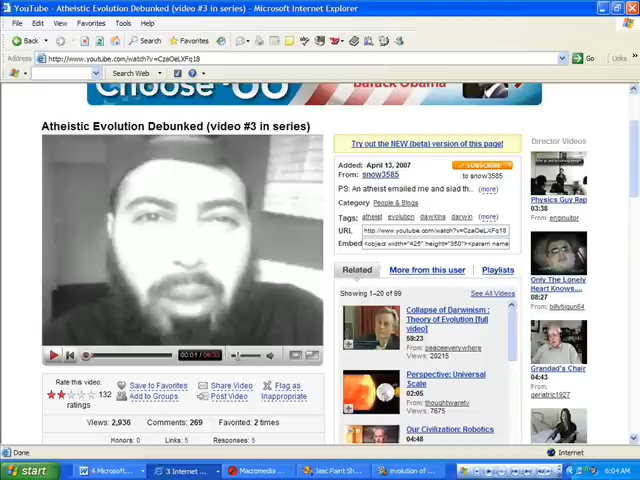 YouTube - Atheistic Evolution Debunked (video #3 in series) - Microsoft Internet Explorer
File Edit View Favorites Tools Help
Back Search Favorites
Address http://www.youtube.com/watch?v=CzaOeLXFq18 Go Links »
Search Web
Choose -'08 Barack Obama
Atheistic Evolution Debunked (video #3 in series)
Try out the NEW (beta) version of this page!
Added: April 13, 2007
From: snow3585
SUBSCRIBE
to snow3585
PS: An atheist emailed me and siad th... (more)
Category People & Blogs
Tags: atheist evolution dawkins darwin (more)
URL http://www.youtube.com/watch?v=CzaOeLXFq18
Embed <object width="425" height="350"><param name
Related More from this user Playlists
Showing 1-20 of 99 See All Videos
Collapse of Darwinism :
Theory of Evolution [full
video]
59:23
From: peaceeverywhere
Views: 20215
Perspective: Universal
Scale
02:05
From: thoughtwaretv
Views: 7675
Our Civilization: Robotics
04:48
Director Videos
Physics Guy Rap
03:38
From: enginuitor
Only The Lonely
Heart Knows...
08:27
From: billybigun64
Grandad's Chair
04:43
From: geriatric1927
00:01
Rate this video:
132
ratings
Save to Favorites
Add to Groups
Share Video
Post Video
Flag as
Inappropriate
Views: 2,936 Comments: 269 Favorited: 2 times
Honors: 0 Links: 5 Responses: 5
Done Internet
start 4 Microsoft... 3 Internet ... Macromedia ... Jasc Paint Sh... evolution of ... 6:04 AM